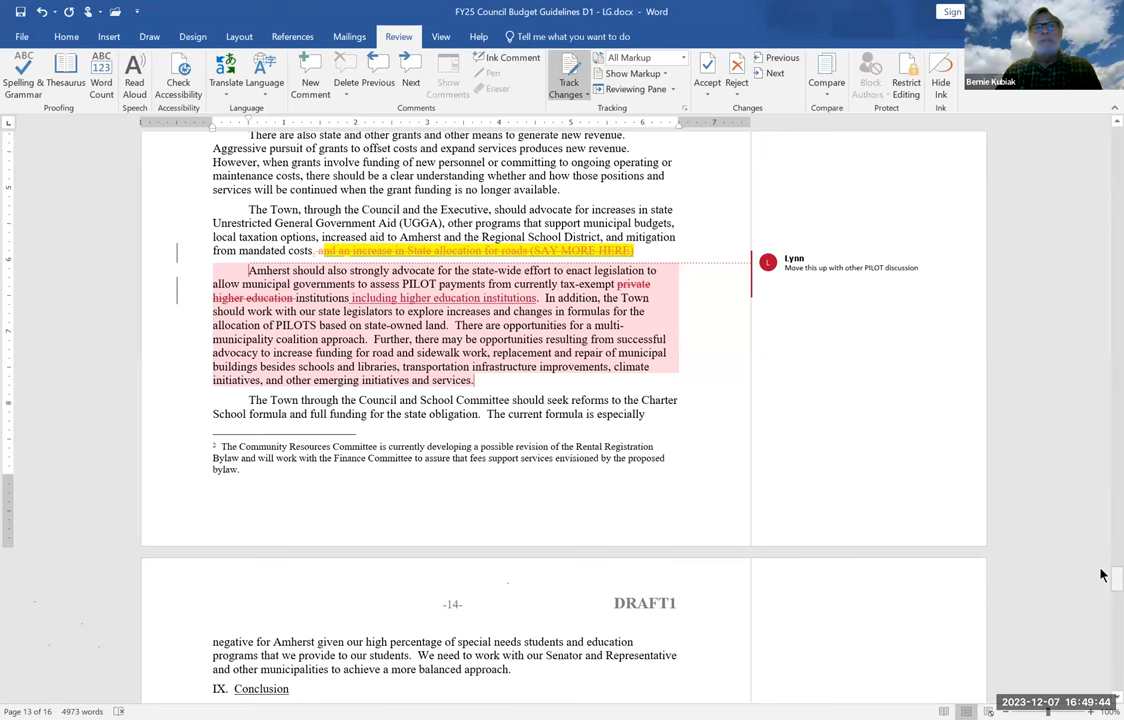 FY25 Council Budget Guidelines D1 - LG.docx - Word
Sign
File Home Insert Draw Design Layout References Mailings Review View Help Tell me what you want to do
Bernie Kubiak
Spelling & Grammar
Thesaurus
Word Count
Read Aloud
Check Accessibility
Translate
Language
New Comment
Delete
Previous
Next
Show Comments
Ink Comment
Pen
Eraser
Track Changes
All Markup
Show Markup
Reviewing Pane
Accept
Reject
Previous
Next
Compare
Block Authors
Restrict Editing
Hide Ink
Proofing Speech Accessibility Language Comments Tracking Changes Compare Protect Ink
There are also state and other grants and other means to generate new revenue.
Aggressive pursuit of grants to offset costs and expand services produces new revenue.
However, when grants involve funding of new personnel or committing to ongoing operating or
maintenance costs, there should be a clear understanding whether and how those positions and
services will be continued when the grant funding is no longer available.
The Town, through the Council and the Executive, should advocate for increases in state
Unrestricted General Government Aid (UGGA), other programs that support municipal budgets,
local taxation options, increased aid to Amherst and the Regional School District, and mitigation
from mandated costs. and an increase in State allocation for roads (SAY MORE HERE)
Amherst should also strongly advocate for the state-wide effort to enact legislation to
allow municipal governments to assess PILOT payments from currently tax-exempt private
higher education institutions including higher education institutions. In addition, the Town
should work with our state legislators to explore increases and changes in formulas for the
allocation of PILOTS based on state-owned land. There are opportunities for a multi-
municipality coalition approach. Further, there may be opportunities resulting from successful
advocacy to increase funding for road and sidewalk work, replacement and repair of municipal
buildings besides schools and libraries, transportation infrastructure improvements, climate
initiatives, and other emerging initiatives and services.
L
Lynn
Move this up with other PILOT discussion
The Town through the Council and School Committee should seek reforms to the Charter
School formula and full funding for the state obligation. The current formula is especially
2 The Community Resources Committee is currently developing a possible revision of the Rental Registration
Bylaw and will work with the Finance Committee to assure that fees support services envisioned by the proposed
bylaw.
-14-
DRAFT1
negative for Amherst given our high percentage of special needs students and education
programs that we provide to our students. We need to work with our Senator and Representative
and other municipalities to achieve a more balanced approach.
IX. Conclusion
2023-12-07 16:49:44
Page 13 of 16 4973 words
100%